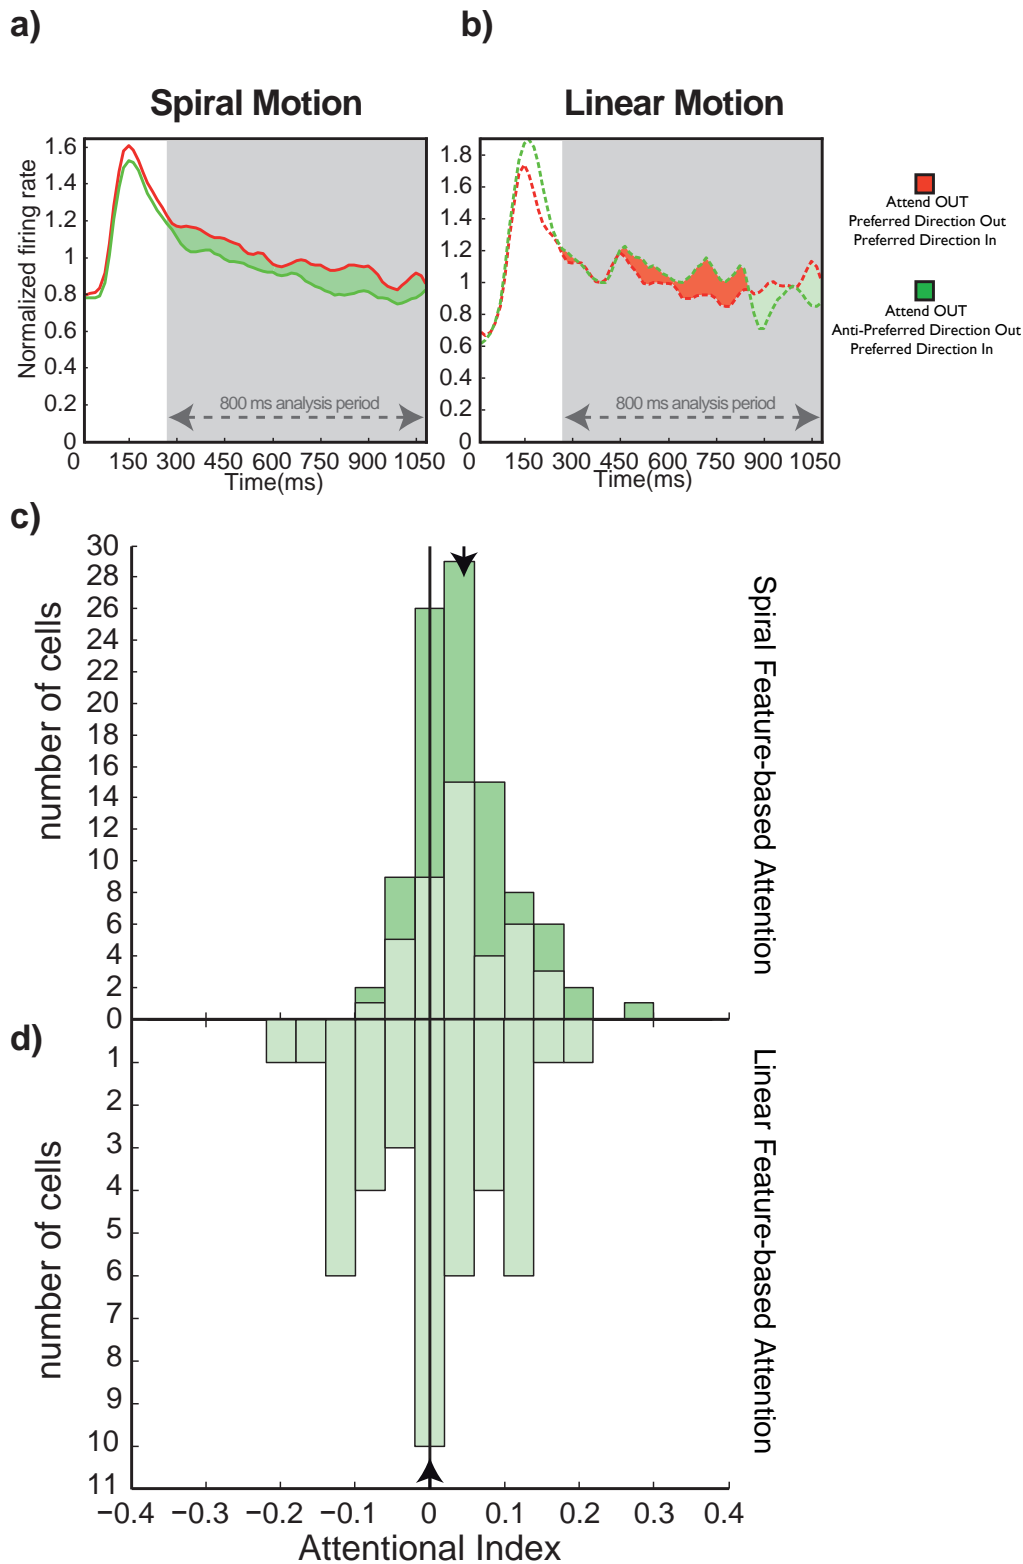 a)
b)
Spiral Motion
Linear Motion
Normalized firing rate
1.6
1.4
1.2
1.0
0.8
0.6
0.4
0.2
0
800 ms analysis period
0 150 300 450 600 750 900 1050
Time(ms)
1.8
1.6
1.4
1.2
1
0.8
0.6
0.4
0.2
0
800 ms analysis period
0 150 300 450 600 750 900 1050
Time(ms)
Attend OUT
Preferred Direction Out
Preferred Direction In
Attend OUT
Anti-Preferred Direction Out
Preferred Direction In
c)
number of cells
30
28
26
24
22
20
18
16
14
12
10
8
6
4
2
0
Spiral Feature-based Attention
d)
number of cells
1
2
3
4
5
6
7
8
9
10
11
Linear Feature-based Attention
−0.4 −0.3 −0.2 −0.1 0 0.1 0.2 0.3 0.4
Attentional Index